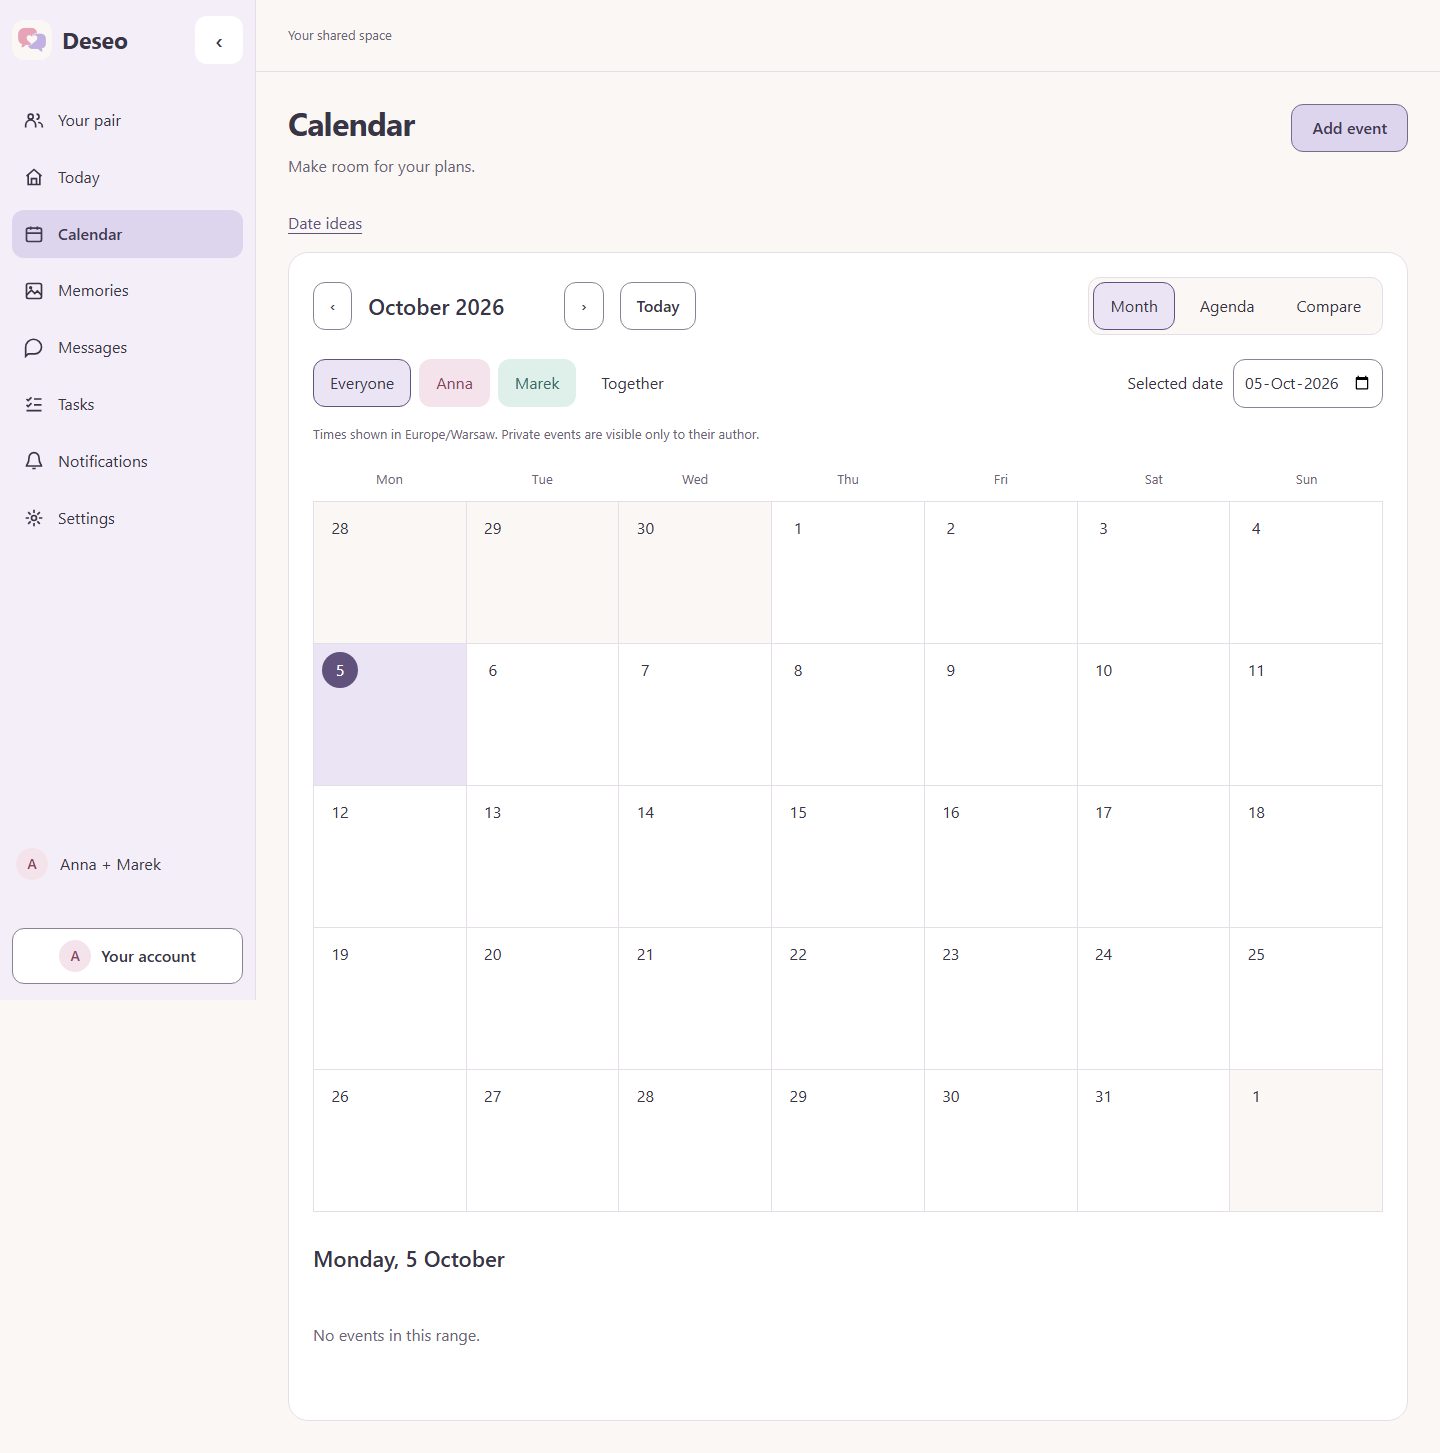 Deseo
‹
Your pair
Today
Calendar
Memories
Messages
Tasks
Notifications
Settings
A Anna + Marek
A Your account
Your shared space
Calendar
Add event
Make room for your plans.
Date ideas
‹ October 2026 › Today Month Agenda Compare
Everyone Anna Marek Together Selected date 05-Oct-2026
Times shown in Europe/Warsaw. Private events are visible only to their author.
Mon Tue Wed Thu Fri Sat Sun
28 29 30 1 2 3 4
5 6 7 8 9 10 11
12 13 14 15 16 17 18
19 20 21 22 23 24 25
26 27 28 29 30 31 1
Monday, 5 October
No events in this range.